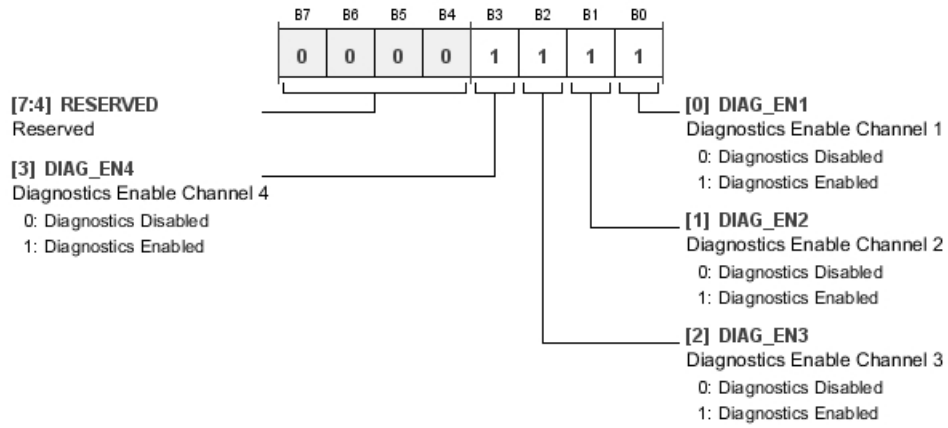 B7 B6 B5 B4 B3 B2 B1 B0
0 0 0 0 1 1 1 1
[7:4] RESERVED
Reserved
[3] DIAG_EN4
Diagnostics Enable Channel 4
0: Diagnostics Disabled
1: Diagnostics Enabled
[0] DIAG_EN1
Diagnostics Enable Channel 1
0: Diagnostics Disabled
1: Diagnostics Enabled
[1] DIAG_EN2
Diagnostics Enable Channel 2
0: Diagnostics Disabled
1: Diagnostics Enabled
[2] DIAG_EN3
Diagnostics Enable Channel 3
0: Diagnostics Disabled
1: Diagnostics Enabled